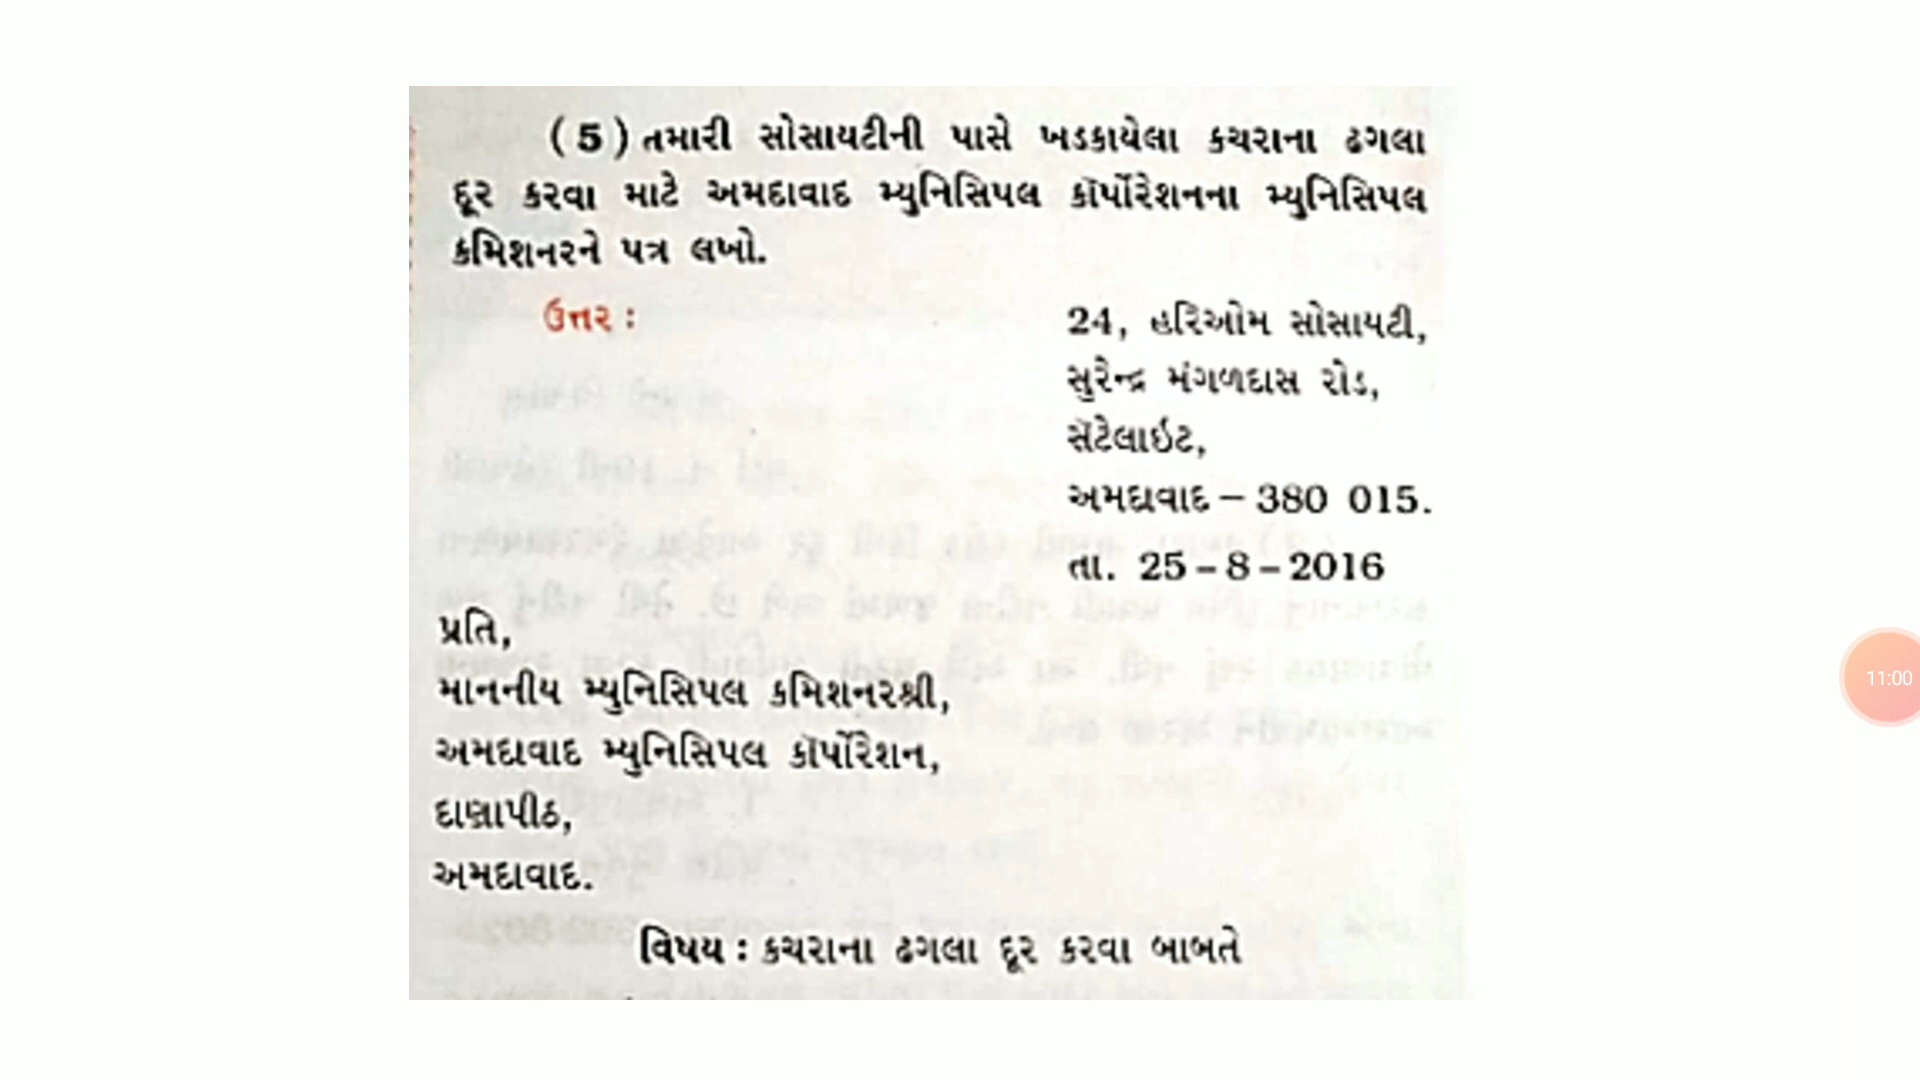 (5) તમારી સોસાયટીની પાસે ખડકાયેલા કચરાના ઢગલા
દૂર કરવા માટે અમદાવાદ મ્યુનિસિપલ કૉર્પોરેશનના મ્યુનિસિપલ
કમિશનરને પત્ર લખો.
ઉત્તર :
24, હરિઓમ સોસાયટી,
સુરેન્દ્ર મંગળદાસ રોડ,
સૅટેલાઇટ,
અમદાવાદ – 380 015.
તા. 25 – 8 – 2016
પ્રતિ,
માનનીય મ્યુનિસિપલ કમિશનરશ્રી,
અમદાવાદ મ્યુનિસિપલ કૉર્પોરેશન,
દાણાપીઠ,
અમદાવાદ.
વિષય : કચરાના ઢગલા દૂર કરવા બાબતે
11:00